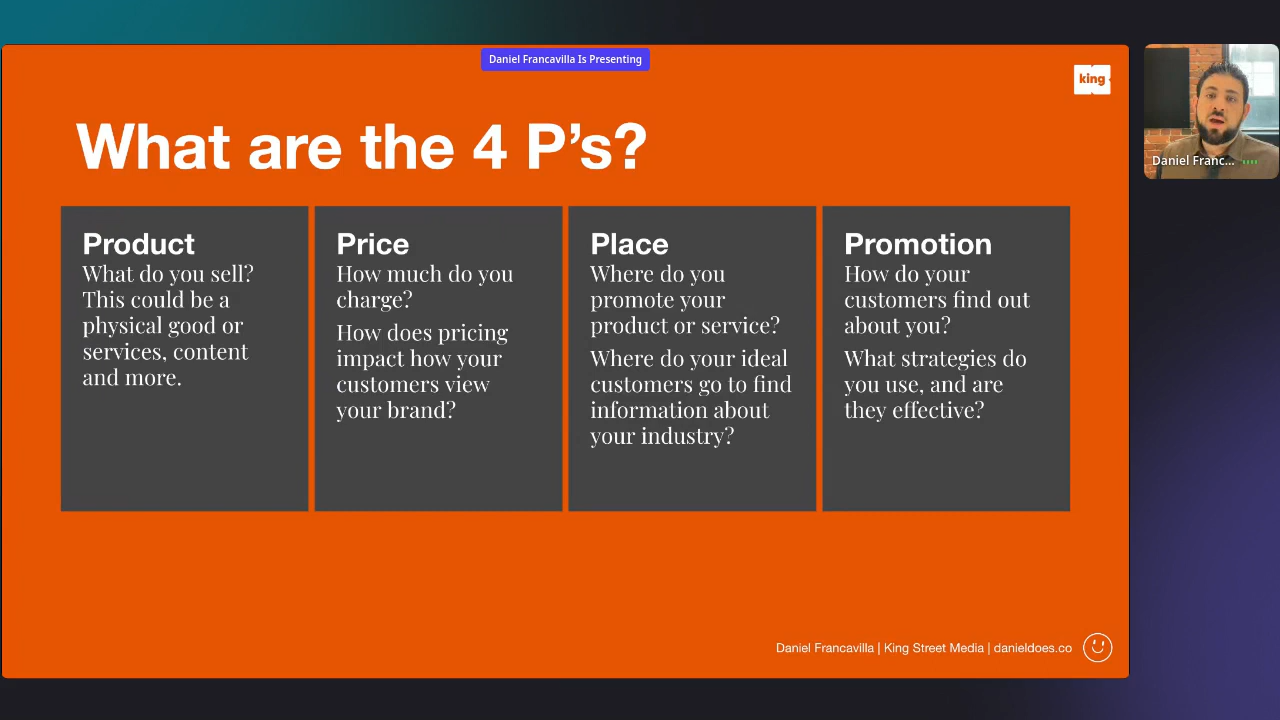 Daniel Francavilla Is Presenting
king
What are the 4 P’s?
Product
What do you sell?
This could be a
physical good or
services, content
and more.
Price
How much do you
charge?
How does pricing
impact how your
customers view
your brand?
Place
Where do you
promote your
product or service?
Where do your ideal
customers go to find
information about
your industry?
Promotion
How do your
customers find out
about you?
What strategies do
you use, and are
they effective?
Daniel Franc...
Daniel Francavilla | King Street Media | danieldoes.co